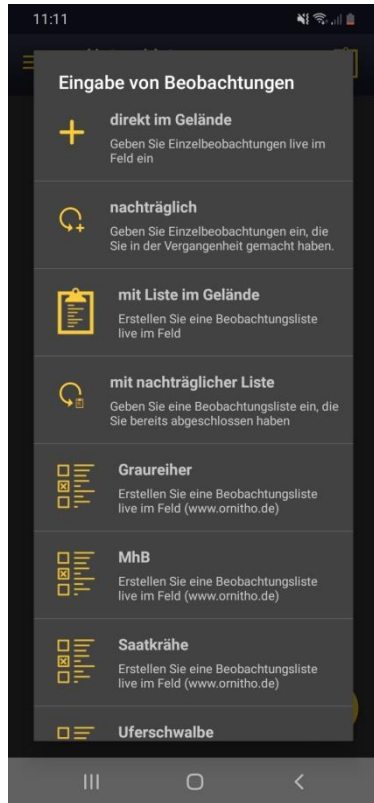 11:11
Eingabe von Beobachtungen
direkt im Gelände
Geben Sie Einzelbeobachtungen live im
Feld ein
nachträglich
Geben Sie Einzelbeobachtungen ein, die
Sie in der Vergangenheit gemacht haben.
mit Liste im Gelände
Erstellen Sie eine Beobachtungsliste
live im Feld
mit nachträglicher Liste
Geben Sie eine Beobachtungsliste ein, die
Sie bereits abgeschlossen haben
Graureiher
Erstellen Sie eine Beobachtungsliste
live im Feld (www.ornitho.de)
MhB
Erstellen Sie eine Beobachtungsliste
live im Feld (www.ornitho.de)
Saatkrähe
Erstellen Sie eine Beobachtungsliste
live im Feld (www.ornitho.de)
Uferschwalbe